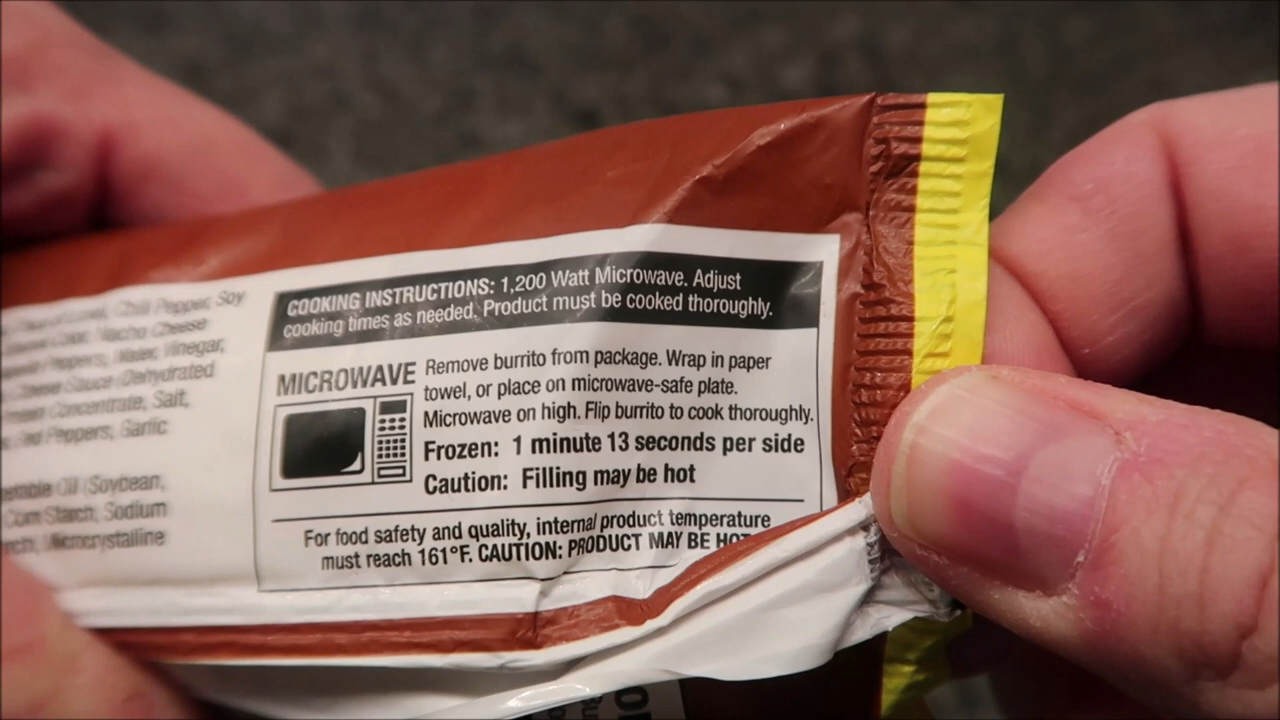 Chili Pepper, Soy
Nacho Cheese
Peppers, Water, Vinegar,
Cheese Sauce (Dehydrated
Concentrate, Salt,
Red Peppers, Garlic
Oil (Soybean,
Corn Starch, Sodium
Microcrystalline
COOKING INSTRUCTIONS: 1,200 Watt Microwave. Adjust
cooking times as needed. Product must be cooked thoroughly.
MICROWAVE
Remove burrito from package. Wrap in paper
towel, or place on microwave-safe plate.
Microwave on high. Flip burrito to cook thoroughly.
Frozen: 1 minute 13 seconds per side
Caution: Filling may be hot
For food safety and quality, internal product temperature
must reach 161°F. CAUTION: PRODUCT MAY BE HOT